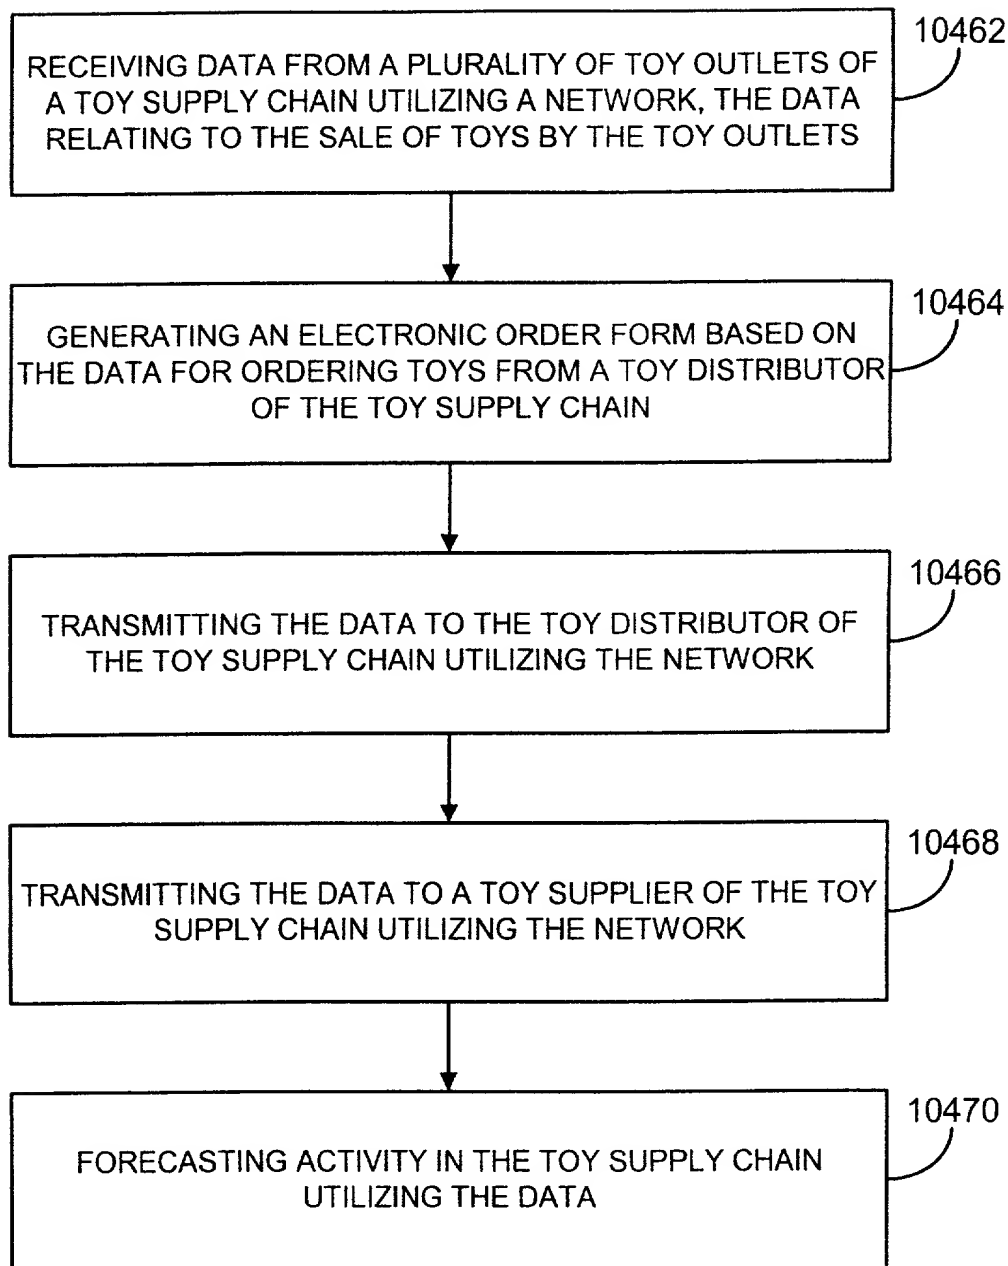 10462
RECEIVING DATA FROM A PLURALITY OF TOY OUTLETS OF
A TOY SUPPLY CHAIN UTILIZING A NETWORK, THE DATA
RELATING TO THE SALE OF TOYS BY THE TOY OUTLETS
10464
GENERATING AN ELECTRONIC ORDER FORM BASED ON
THE DATA FOR ORDERING TOYS FROM A TOY DISTRIBUTOR
OF THE TOY SUPPLY CHAIN
10466
TRANSMITTING THE DATA TO THE TOY DISTRIBUTOR OF
THE TOY SUPPLY CHAIN UTILIZING THE NETWORK
10468
TRANSMITTING THE DATA TO A TOY SUPPLIER OF THE TOY
SUPPLY CHAIN UTILIZING THE NETWORK
10470
FORECASTING ACTIVITY IN THE TOY SUPPLY CHAIN
UTILIZING THE DATA